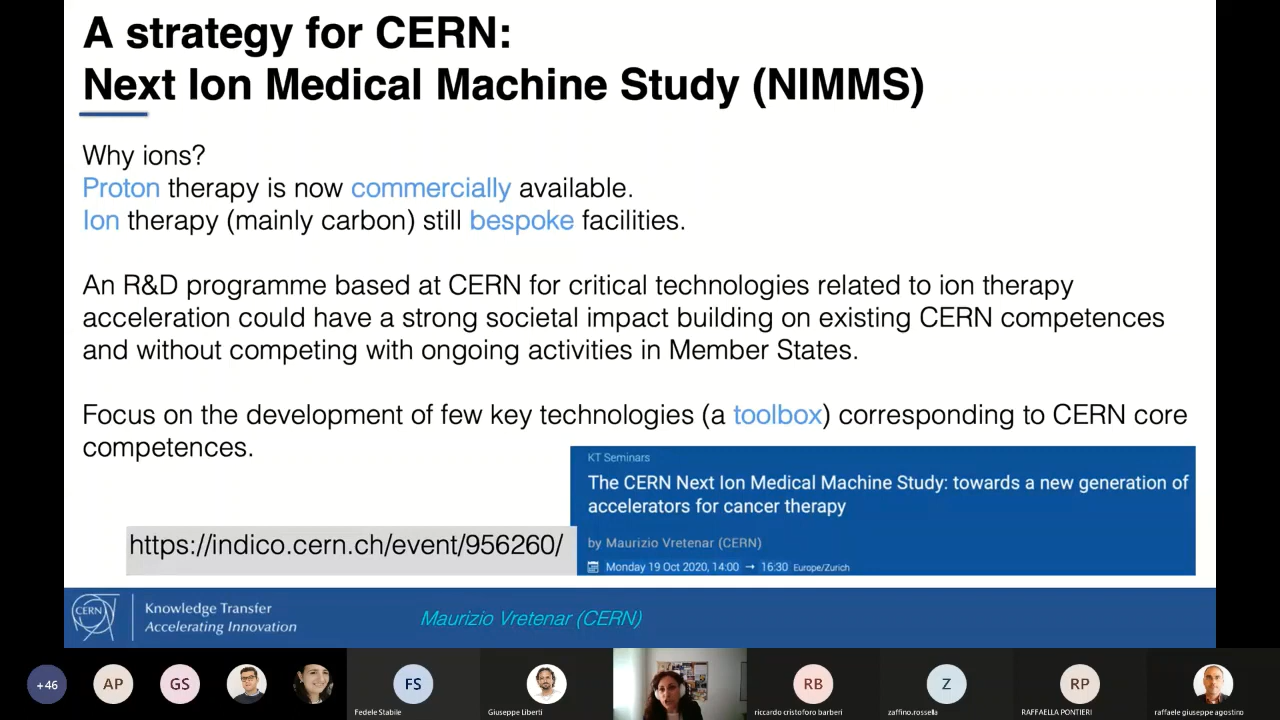 A strategy for CERN:
Next Ion Medical Machine Study (NIMMS)
Why ions?
Proton therapy is now commercially available.
Ion therapy (mainly carbon) still bespoke facilities.
An R&D programme based at CERN for critical technologies related to ion therapy
acceleration could have a strong societal impact building on existing CERN competences
and without competing with ongoing activities in Member States.
Focus on the development of few key technologies (a toolbox) corresponding to CERN core
competences.
KT Seminars
The CERN Next Ion Medical Machine Study: towards a new generation of
accelerators for cancer therapy
by Maurizio Vretenar (CERN)
Monday 19 Oct 2020, 14:00 → 16:30 Europe/Zurich
https://indico.cern.ch/event/956260/
CERN
Knowledge Transfer
Accelerating Innovation
Maurizio Vretenar (CERN)
+46
AP
GS
FS
RB
Z
RP
Fedele Stabile
Giuseppe Liberti
riccardo cristoforo barberi
zaffino.rossella
RAFFAELLA PONTIERI
raffaele giuseppe agostino